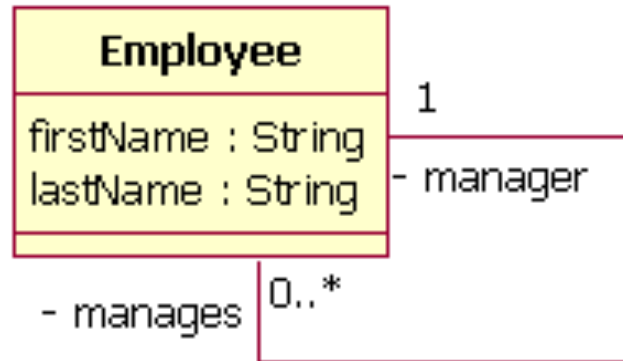 Employee
firstName : String
lastName : String
1
- manager
0..*
- manages